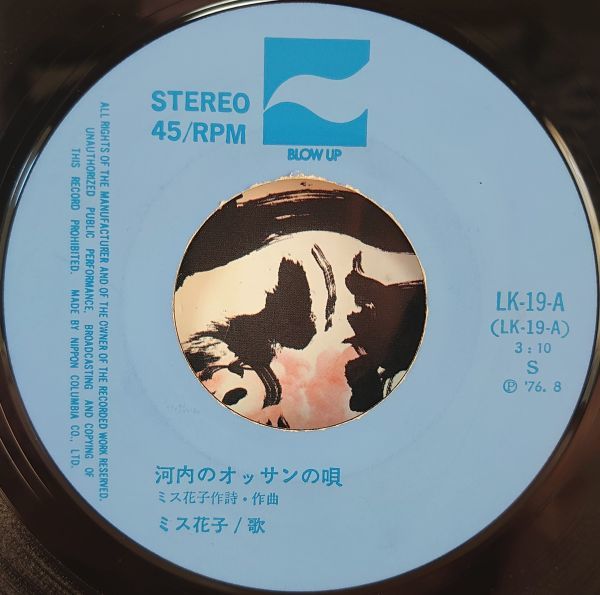 STEREO
45/RPM
BLOW UP
ALL RIGHTS OF THE MANUFACTURER AND OF THE OWNER OF THE RECORDED WORK RESERVED.
UNAUTHORIZED PUBLIC PERFORMANCE, BROADCASTING AND COPYING OF
THIS RECORD PROHIBITED. MADE BY NIPPON COLUMBIA CO., LTD.
LK-19-A
(LK-19-A)
3:10
S
Ⓟ '76. 8
河内のオッサンの唄
ミス花子作詩・作曲
ミス花子/歌